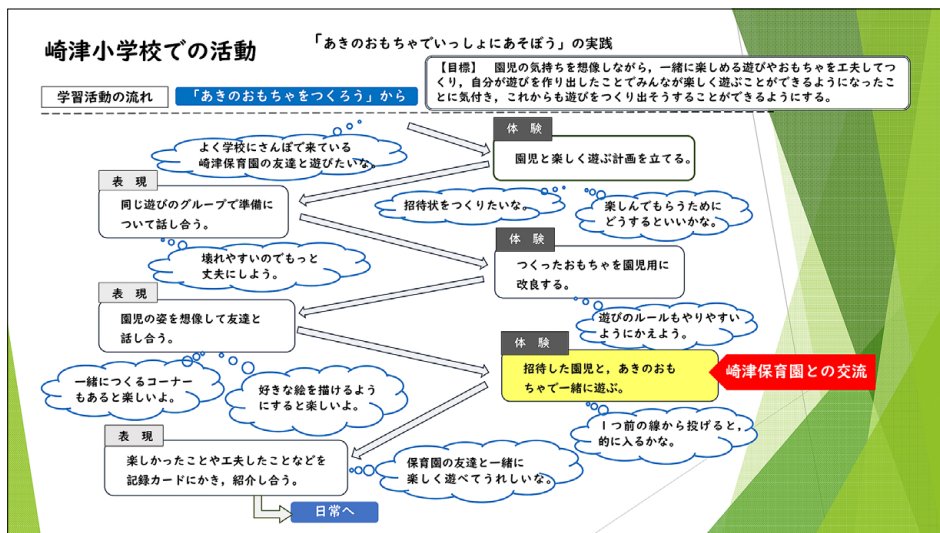 崎津小学校での活動
「あきのおもちゃでいっしょにあそぼう」の実践
【目標】 園児の気持ちを想像しながら，一緒に楽しめる遊びやおもちゃを工夫してつ
くり，自分が遊びを作り出したことでみんなが楽しく遊ぶことができるようになったこ
とに気付き，これからも遊びをつくり出そうすることができるようにする。
学習活動の流れ
「あきのおもちゃをつくろう」から
体 験
園児と楽しく遊ぶ計画を立てる。
よく学校にさんぽで来ている
崎津保育園の友達と遊びたいな。
表 現
同じ遊びのグループで準備に
ついて話し合う。
招待状をつくりたいな。
楽しんでもらうために
どうするといいかな。
壊れやすいのでもっと
丈夫にしよう。
体 験
つくったおもちゃを園児用に
改良する。
表 現
園児の姿を想像して友達と
話し合う。
遊びのルールもやりやすい
ようにかえよう。
体 験
招待した園児と，あきのおも
ちゃで一緒に遊ぶ。
崎津保育園との交流
一緒につくるコーナー
もあると楽しいよ。
好きな絵を描けるよう
にすると楽しいよ。
１つ前の線から投げると，
的に入るかな。
表 現
楽しかったことや工夫したことなどを
記録カードにかき，紹介し合う。
保育園の友達と一緒に
楽しく遊べてうれしいな。
日常へ